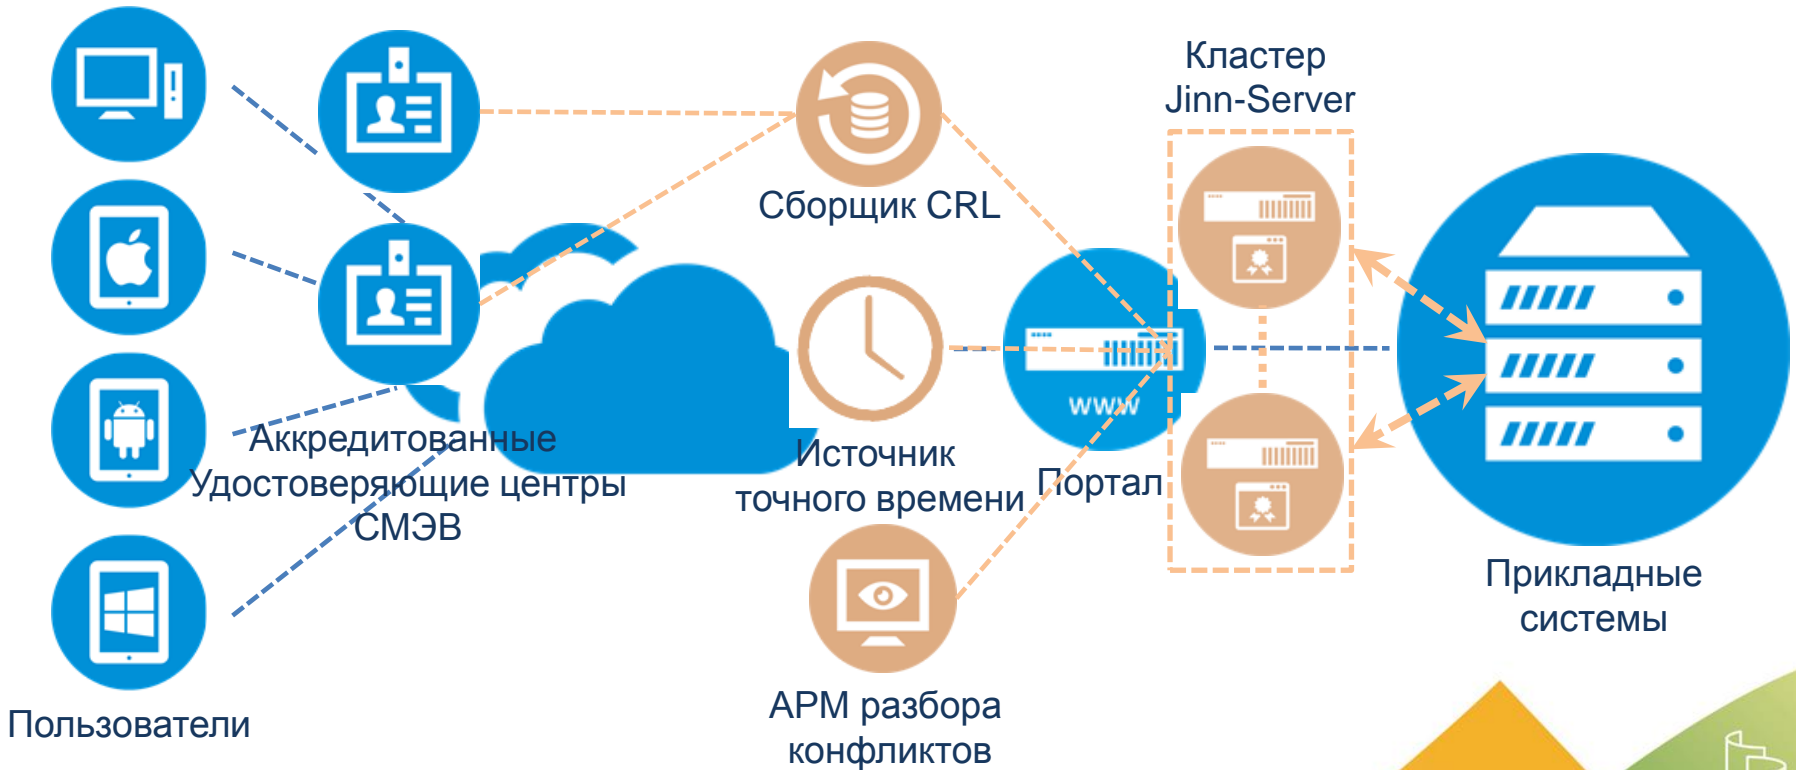 Кластер
Jinn-Server
Сборщик CRL
www
Аккредитованные
Удостоверяющие центры
СМЭВ
Источник
точного времени
Портал
Прикладные
системы
Пользователи
АРМ разбора
конфликтов